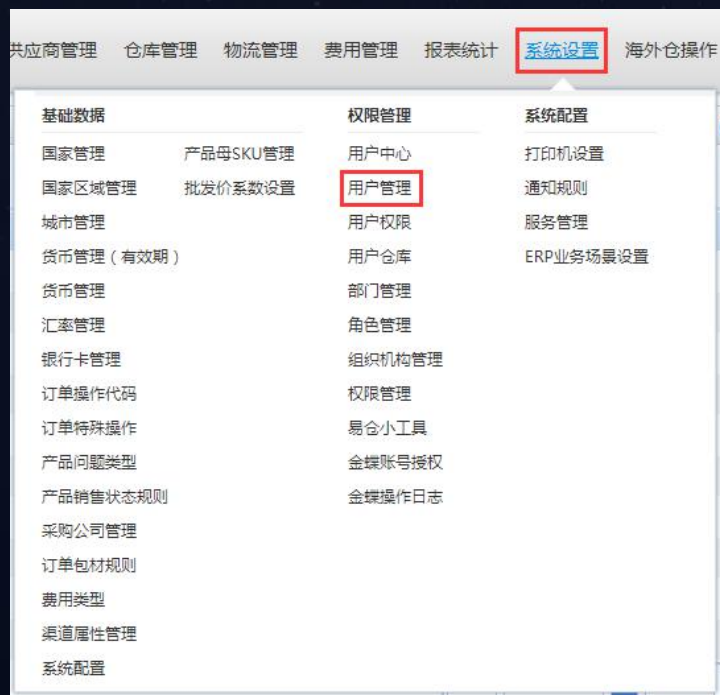 供应商管理 仓库管理 物流管理 费用管理 报表统计 系统设置 海外仓操作
基础数据
国家管理 产品母SKU管理
国家区域管理 批发价系数设置
城市管理
货币管理（有效期）
货币管理
汇率管理
银行卡管理
订单操作代码
订单特殊操作
产品问题类型
产品销售状态规则
采购公司管理
订单包材规则
费用类型
渠道属性管理
系统配置
权限管理
用户中心
用户管理
用户权限
用户仓库
部门管理
角色管理
组织机构管理
权限管理
易仓小工具
金蝶账号授权
金蝶操作日志
系统配置
打印机设置
通知规则
服务管理
ERP业务场景设置